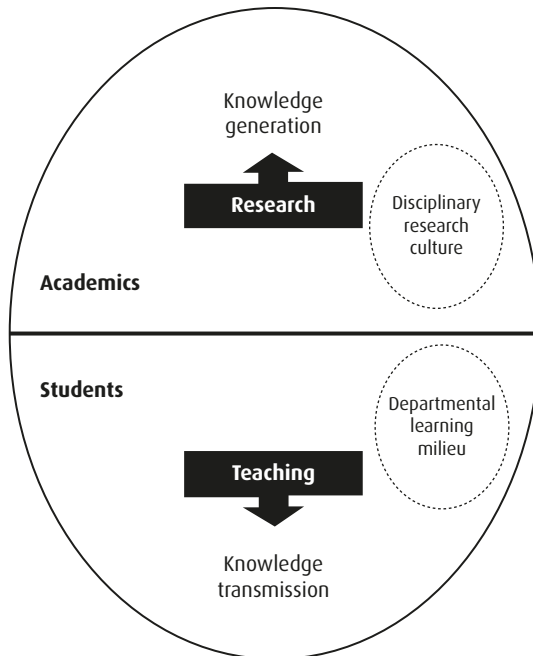 Knowledge
generation
Research
Disciplinary
research
culture
Academics
Students
Departmental
learning
milieu
Teaching
Knowledge
transmission